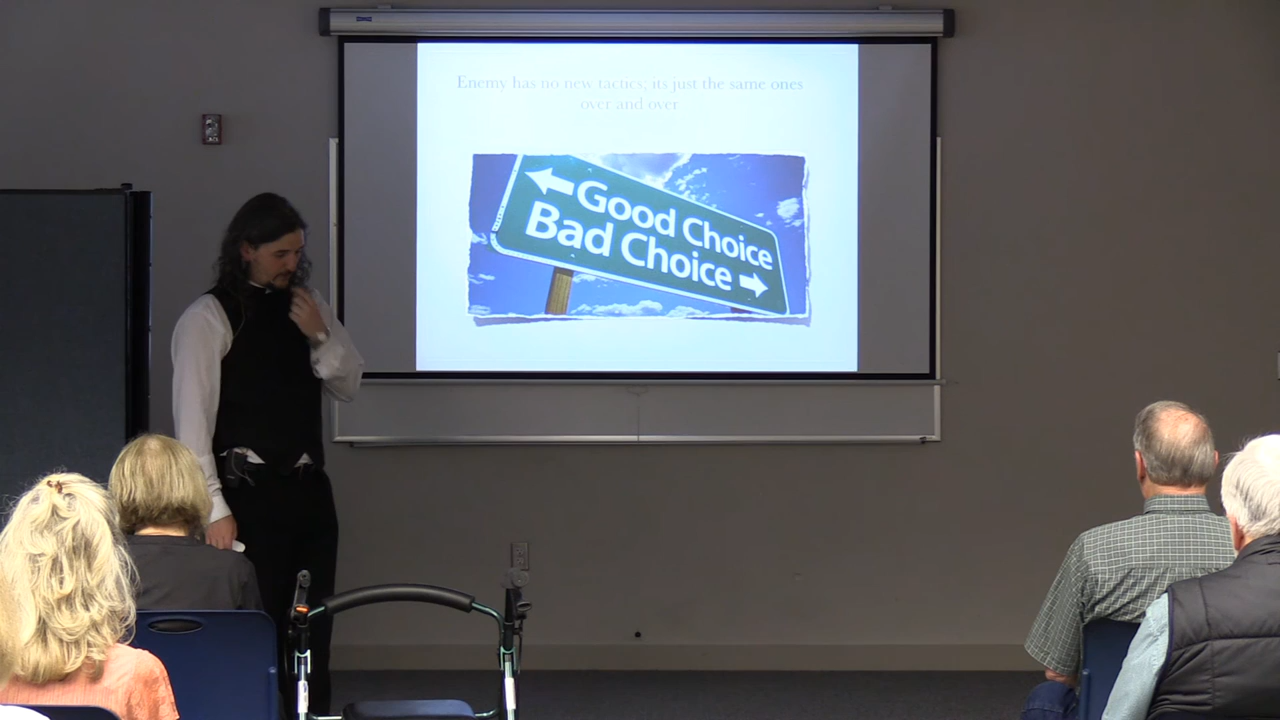 Enemy has no new tactics; its just the same ones
over and over
Good Choice
Bad Choice